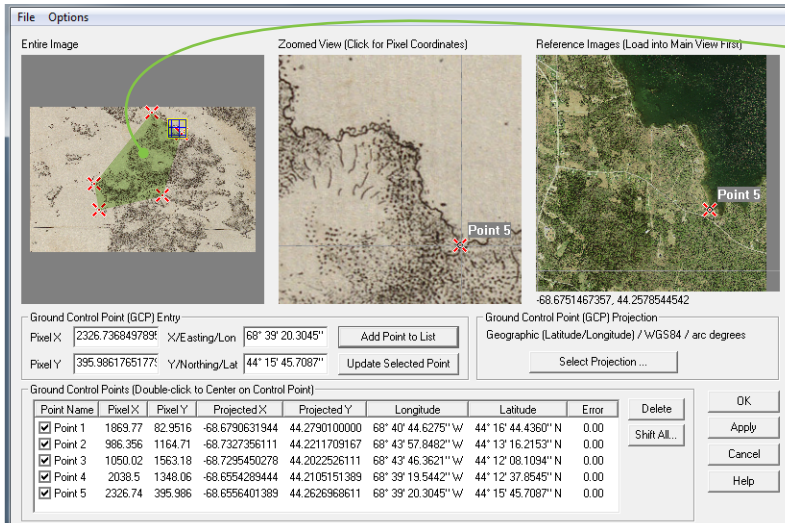 File Options
Entire Image Zoomed View (Click for Pixel Coordinates) Reference Images (Load into Main View First)
Point 5 Point 5
-68.6751467357, 44.2578544542
Ground Control Point (GCP) Entry Ground Control Point (GCP) Projection
Pixel X 2326.7368497895 X/Easting/Lon 68° 39' 20.3045'' Add Point to List Geographic (Latitude/Longitude) / WGS84 / arc degrees
Pixel Y 395.98617651775 Y/Northing/Lat 44° 15' 45.7087'' Update Selected Point Select Projection ...
Ground Control Points (Double-click to Center on Control Point)
Point Name Pixel X Pixel Y Projected X Projected Y Longitude Latitude Error Delete OK
Point 1 1869.77 82.9516 -68.6790631944 44.2790100000 68° 40' 44.6275'' W 44° 16' 44.4360'' N 0.00 Shift All... Apply
Point 2 986.356 1164.71 -68.7327356111 44.2211709167 68° 43' 57.8482'' W 44° 13' 16.2153'' N 0.00
Point 3 1050.02 1563.18 -68.7295450278 44.2022526111 68° 43' 46.3621'' W 44° 12' 08.1094'' N 0.00 Cancel
Point 4 2038.5 1348.06 -68.6554289444 44.2105151389 68° 39' 19.5442'' W 44° 12' 37.8545'' N 0.00 Help
Point 5 2326.74 395.986 -68.6556401389 44.2626968611 68° 39' 20.3045'' W 44° 15' 45.7087'' N 0.00